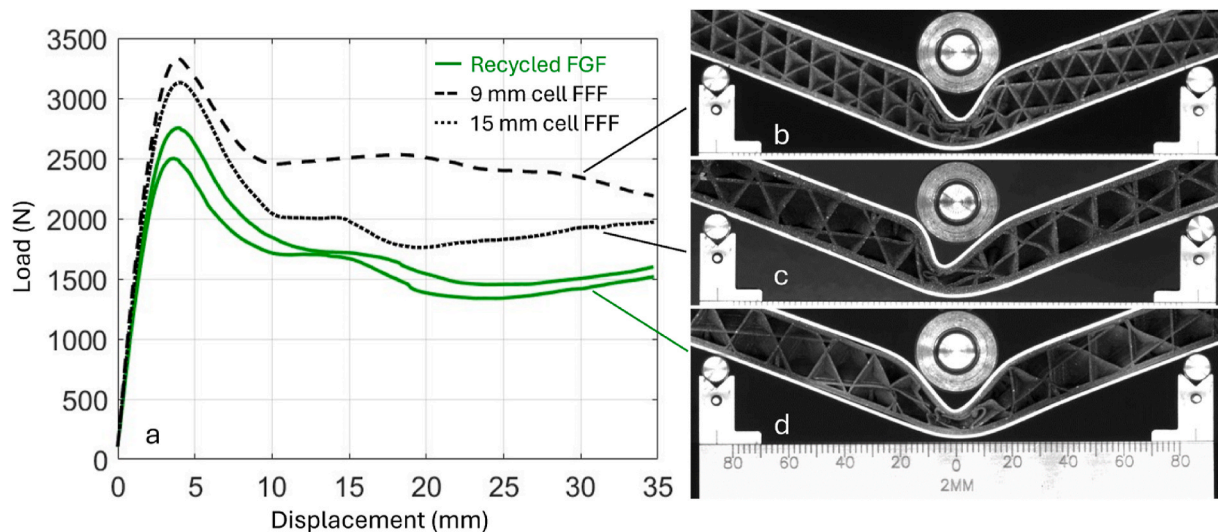 3500
3000
2500
2000
1500
1000
500
0
Load (N)
Recycled FGF
9 mm cell FFF
15 mm cell FFF
a
0 5 10 15 20 25 30 35
Displacement (mm)
b
c
d
80 60 40 20 0 20 40 60 80
2MM